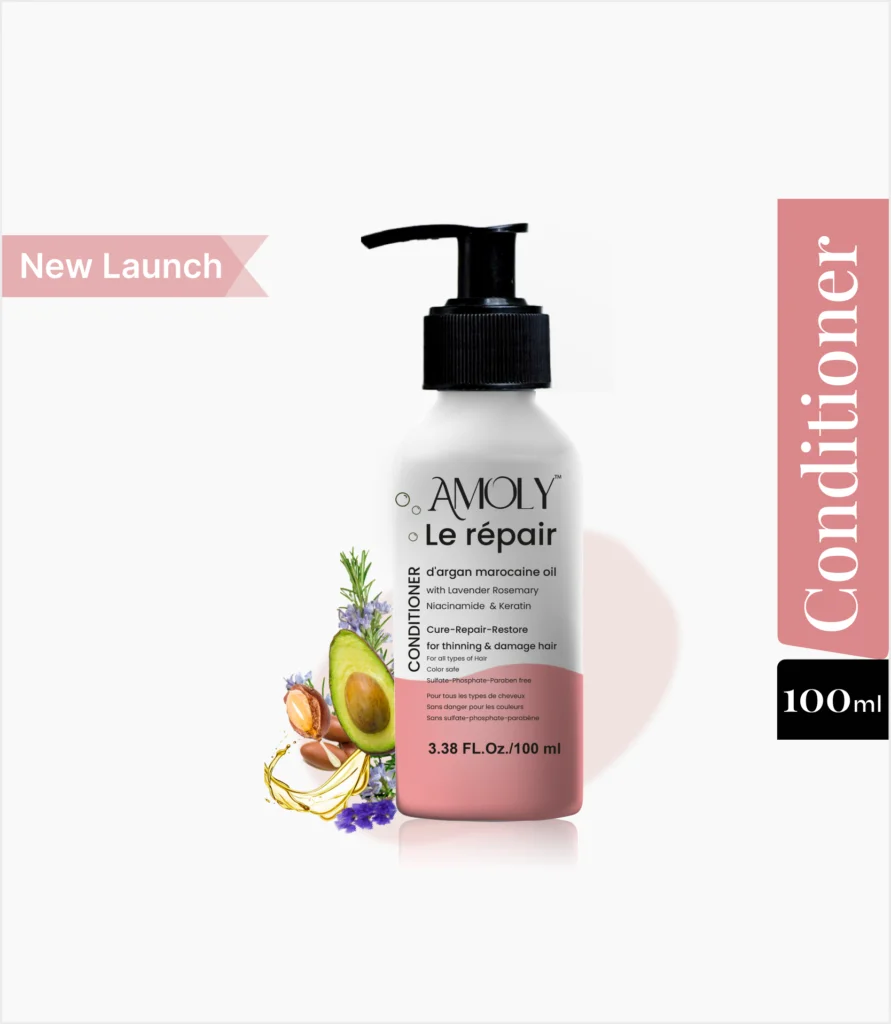 New Launch
AMOLY™
Le répair
CONDITIONER
d'argan marocaine oil
with Lavender Rosemary
Niacinamide & Keratin
Cure-Repair-Restore
for thinning & damage hair
For all types of Hair
Color safe
Sulfate-Phosphate-Paraben free
Pour tous les types de cheveux
Sans danger pour les couleurs
Sans sulfate-phosphate-parabène
3.38 FL.Oz./100 ml
Conditioner
100ml